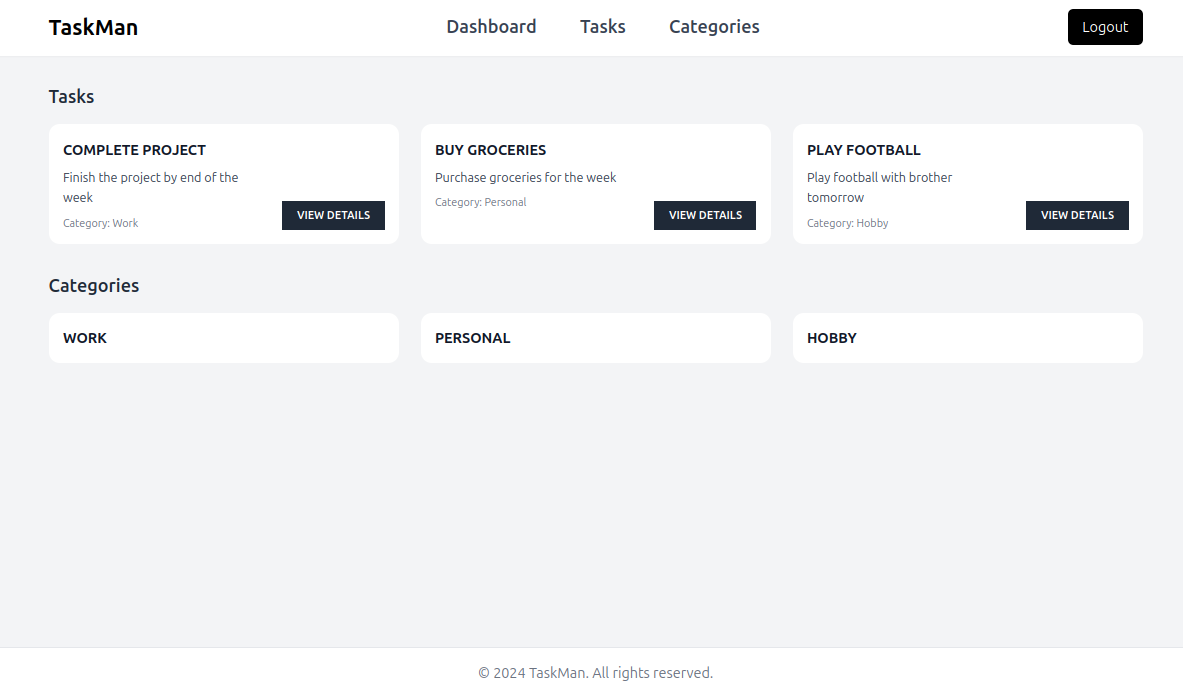 TaskMan
Dashboard
Tasks
Categories
Logout
Tasks
COMPLETE PROJECT
Finish the project by end of the
week
Category: Work
VIEW DETAILS
BUY GROCERIES
Purchase groceries for the week
Category: Personal
VIEW DETAILS
PLAY FOOTBALL
Play football with brother
tomorrow
Category: Hobby
VIEW DETAILS
Categories
WORK
PERSONAL
HOBBY
© 2024 TaskMan. All rights reserved.